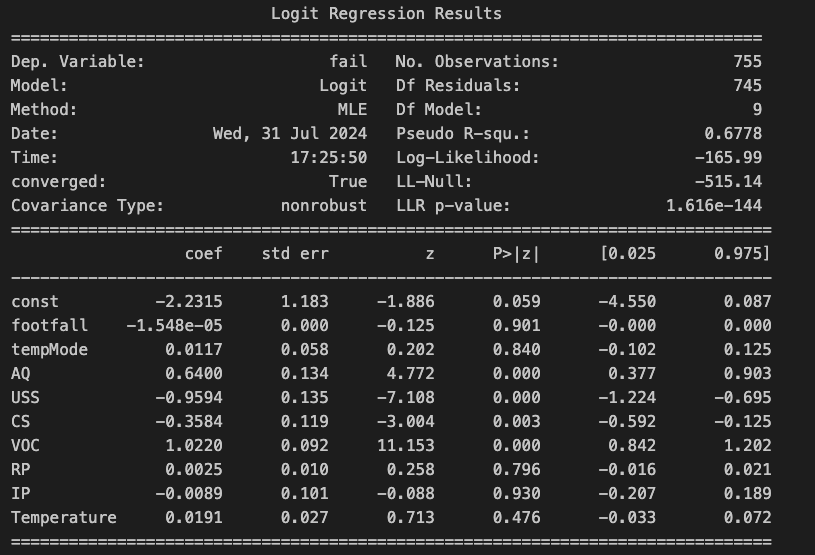 Logit Regression Results
==============================================================================
Dep. Variable:                   fail   No. Observations:                  755
Model:                          Logit   Df Residuals:                      745
Method:                           MLE   Df Model:                            9
Date:                Wed, 31 Jul 2024   Pseudo R-squ.:                  0.6778
Time:                        17:25:50   Log-Likelihood:                -165.99
converged:                       True   LL-Null:                       -515.14
Covariance Type:            nonrobust   LLR p-value:                1.616e-144
===============================================================================
                  coef    std err          z      P>|z|      [0.025      0.975]
-------------------------------------------------------------------------------
const          -2.2315      1.183     -1.886      0.059      -4.550       0.087
footfall    -1.548e-05      0.000     -0.125      0.901      -0.000       0.000
tempMode        0.0117      0.058      0.202      0.840      -0.102       0.125
AQ              0.6400      0.134      4.772      0.000       0.377       0.903
USS            -0.9594      0.135     -7.108      0.000      -1.224      -0.695
CS             -0.3584      0.119     -3.004      0.003      -0.592      -0.125
VOC             1.0220      0.092     11.153      0.000       0.842       1.202
RP              0.0025      0.010      0.258      0.796      -0.016       0.021
IP             -0.0089      0.101     -0.088      0.930      -0.207       0.189
Temperature     0.0191      0.027      0.713      0.476      -0.033       0.072
===============================================================================